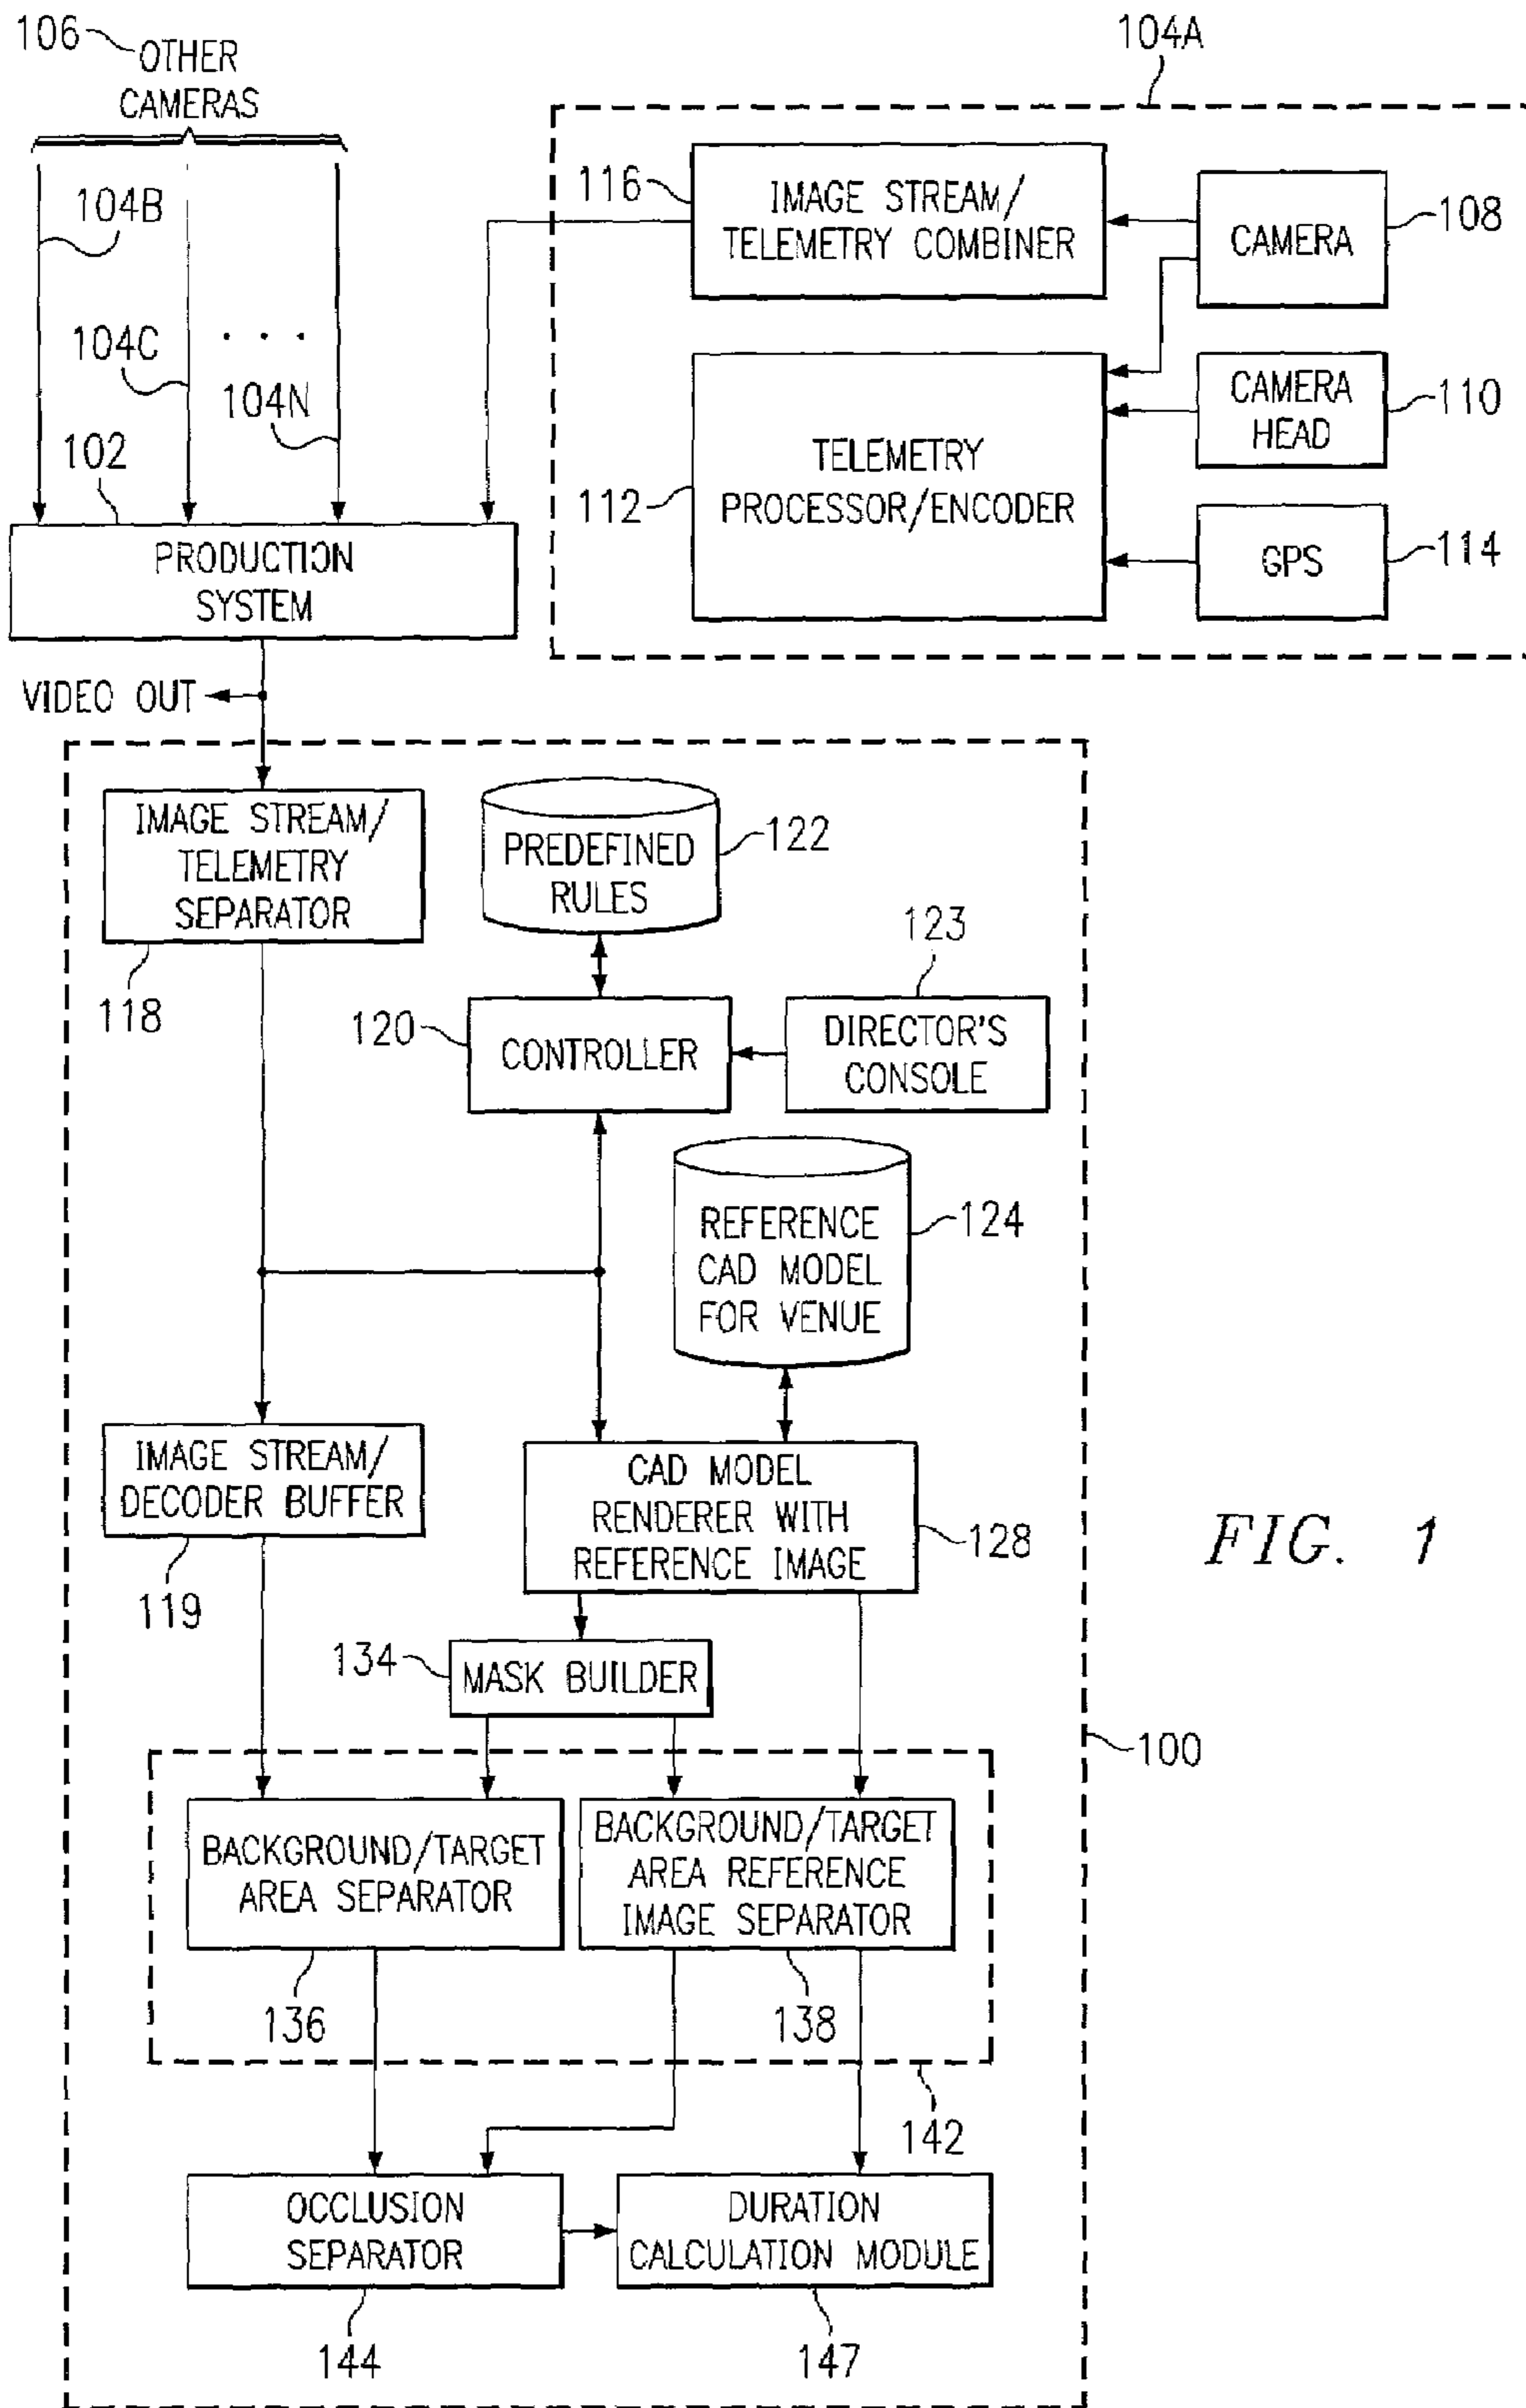 106
OTHER
CAMERAS
104A
104B
104C
. . .
104N
102
PRODUCTION
SYSTEM
VIDEO OUT
116
IMAGE STREAM/
TELEMETRY COMBINER
CAMERA
108
112
TELEMETRY
PROCESSOR/ENCODER
CAMERA
HEAD
110
GPS
114
IMAGE STREAM/
TELEMETRY
SEPARATOR
118
PREDEFINED
RULES
122
120
CONTROLLER
123
DIRECTOR'S
CONSOLE
REFERENCE
CAD MODEL
FOR VENUE
124
IMAGE STREAM/
DECODER BUFFER
119
CAD MODEL
RENDERER WITH
REFERENCE IMAGE
128
FIG. 1
134
MASK BUILDER
100
BACKGROUND/TARGET
AREA SEPARATOR
136
BACKGROUND/TARGET
AREA REFERENCE
IMAGE SEPARATOR
138
142
OCCLUSION
SEPARATOR
144
DURATION
CALCULATION MODULE
147